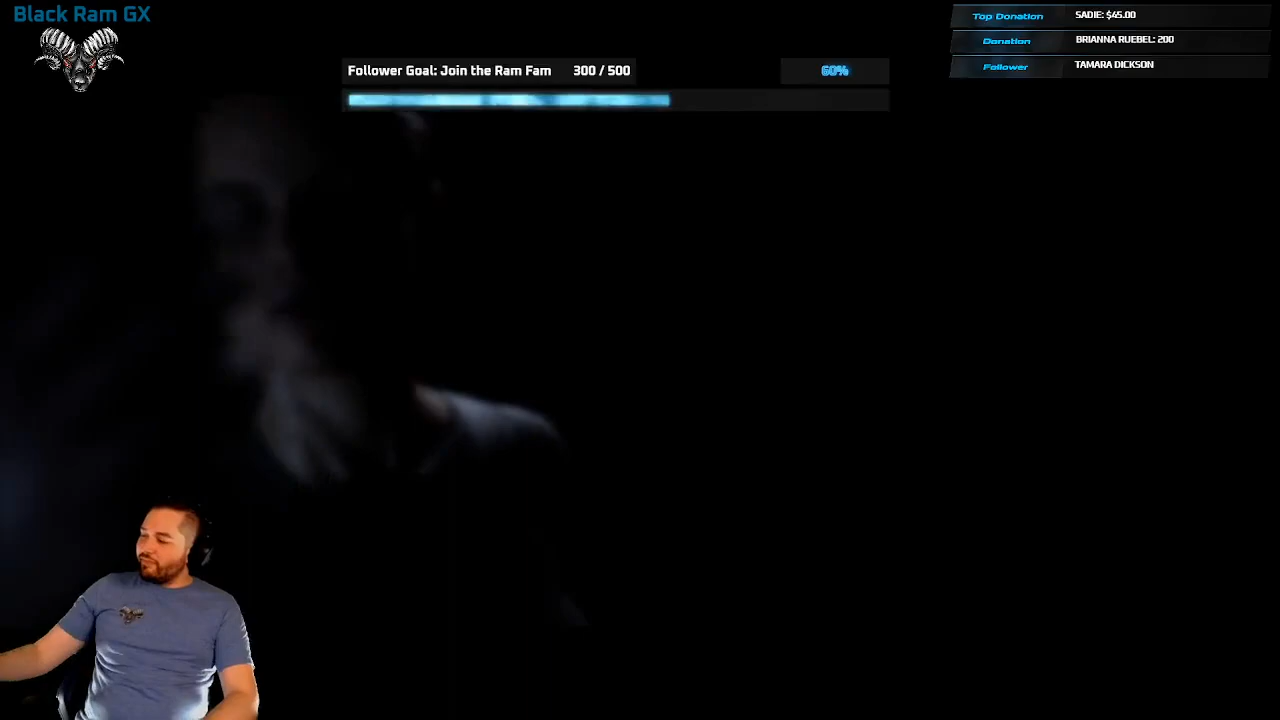 Black Ram GX
Follower Goal: Join the Ram Fam 300 / 500
60%
Top Donation SADIE: $45.00
Donation BRIANNA RUEBEL: 200
Follower TAMARA DICKSON